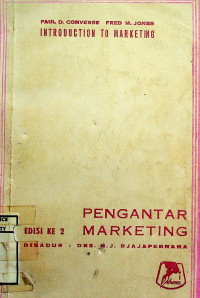 PAUL D. CONVERSE FRED M. JONES
INTRODUCTION TO MARKETING
PENGANTAR
EDISI KE 2 MARKETING
DISADUR : DRS. S.J. DJAJAPERNAMA